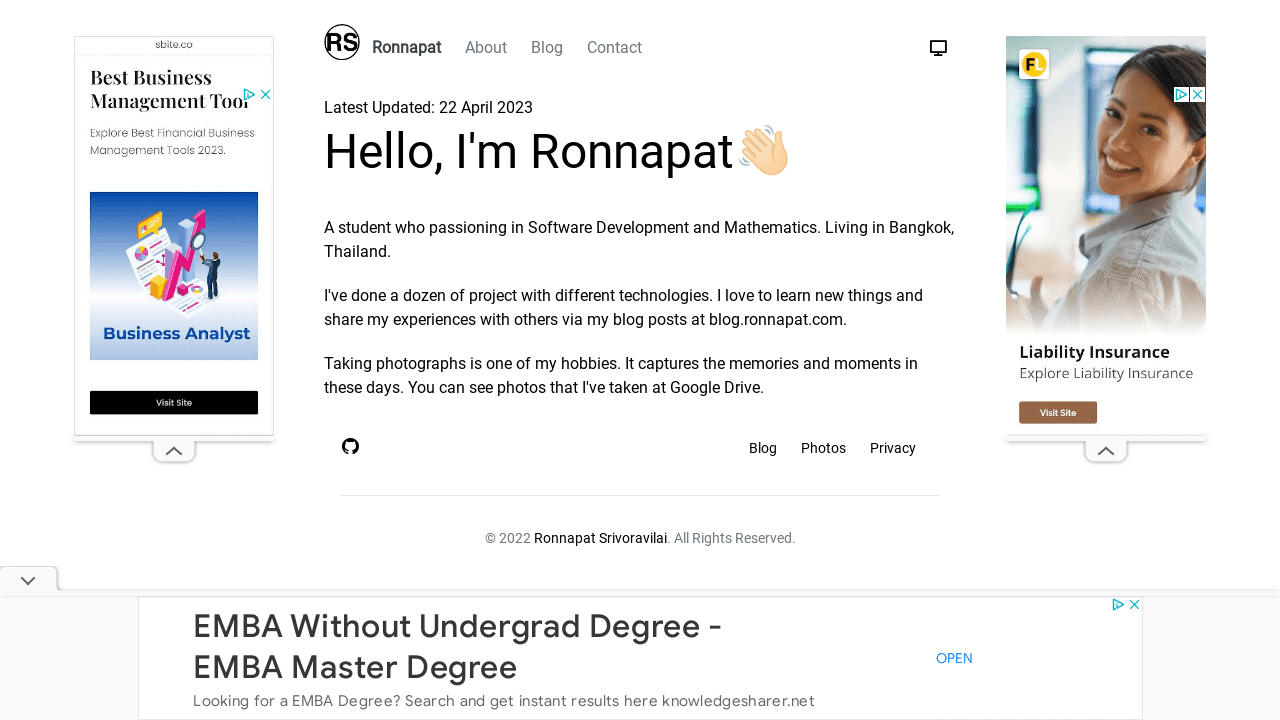 RS
Ronnapat
About
Blog
Contact
Latest Updated: 22 April 2023
Hello, I'm Ronnapat
A student who passioning in Software Development and Mathematics. Living in Bangkok,
Thailand.
I've done a dozen of project with different technologies. I love to learn new things and
share my experiences with others via my blog posts at blog.ronnapat.com.
Taking photographs is one of my hobbies. It captures the memories and moments in
these days. You can see photos that I've taken at Google Drive.
Blog
Photos
Privacy
© 2022 Ronnapat Srivoravilai. All Rights Reserved.
sbite.co
Best Business
Management Tool
Explore Best Financial Business
Management Tools 2023.
Business Analyst
Visit Site
FL
Liability Insurance
Explore Liability Insurance
Visit Site
EMBA Without Undergrad Degree -
EMBA Master Degree
Looking for a EMBA Degree? Search and get instant results here knowledgesharer.net
OPEN